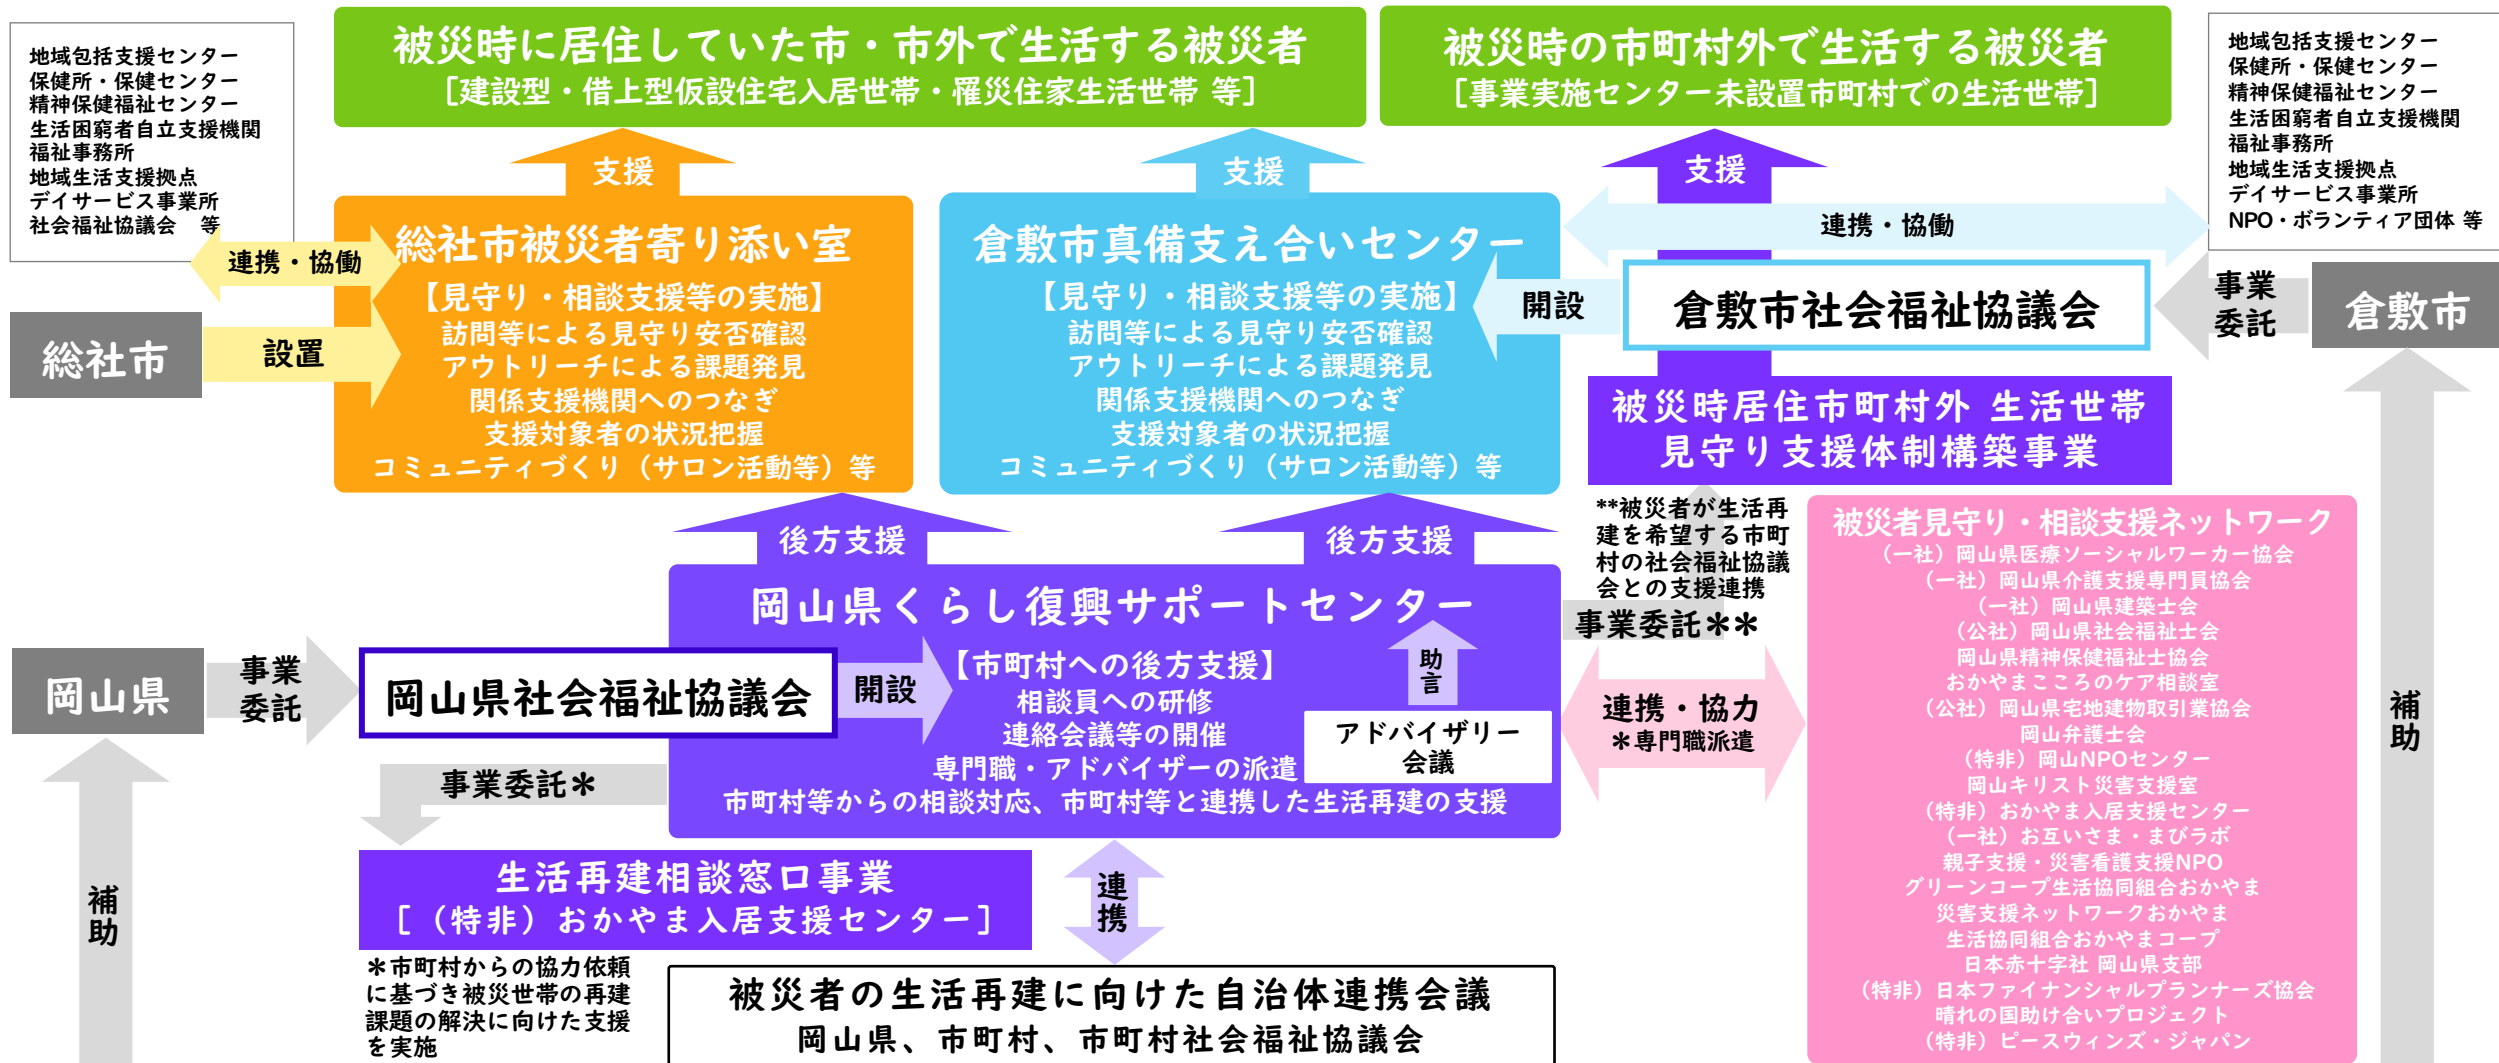 地域包括支援センター
保健所・保健センター
精神保健福祉センター
生活困窮者自立支援機関
福祉事務所
地域生活支援拠点
デイサービス事業所
社会福祉協議会　等
被災時に居住していた市・市外で生活する被災者
［建設型・借上型仮設住宅入居世帯・罹災住家生活世帯 等］
被災時の市町村外で生活する被災者
［事業実施センター未設置市町村での生活世帯］
地域包括支援センター
保健所・保健センター
精神保健福祉センター
生活困窮者自立支援機関
福祉事務所
地域生活支援拠点
デイサービス事業所
NPO・ボランティア団体 等
支援
支援
支援
連携・協働
総社市
設置
総社市被災者寄り添い室
【見守り・相談支援等の実施】
訪問等による見守り安否確認
アウトリーチによる課題発見
関係支援機関へのつなぎ
支援対象者の状況把握
コミュニティづくり（サロン活動等）等
倉敷市真備支え合いセンター
【見守り・相談支援等の実施】
訪問等による見守り安否確認
アウトリーチによる課題発見
関係支援機関へのつなぎ
支援対象者の状況把握
コミュニティづくり（サロン活動等）等
連携・協働
開設
倉敷市社会福祉協議会
事業
委託
倉敷市
被災時居住市町村外 生活世帯
見守り支援体制構築事業
後方支援
後方支援
**被災者が生活再
建を希望する市町
村の社会福祉協議
会との支援連携
事業委託＊＊
岡山県
事業
委託
岡山県社会福祉協議会
開設
岡山県くらし復興サポートセンター
【市町村への後方支援】
相談員への研修
連絡会議等の開催
専門職・アドバイザーの派遣
市町村等からの相談対応、市町村等と連携した生活再建の支援
助言
アドバイザリー
会議
連携・協力
＊専門職派遣
被災者見守り・相談支援ネットワーク
（一社）岡山県医療ソーシャルワーカー協会
（一社）岡山県介護支援専門員協会
（一社）岡山県建築士会
（公社）岡山県社会福祉士会
岡山県精神保健福祉士協会
おかやまこころのケア相談室
（公社）岡山県宅地建物取引業協会
岡山弁護士会
（特非）岡山NPOセンター
岡山キリスト災害支援室
（特非）おかやま入居支援センター
（一社）お互いさま・まびラボ
親子支援・災害看護支援NPO
グリーンコープ生活協同組合おかやま
災害支援ネットワークおかやま
生活協同組合おかやまコープ
日本赤十字社 岡山県支部
（特非）日本ファイナンシャルプランナーズ協会
晴れの国助け合いプロジェクト
（特非）ピースウィンズ・ジャパン
補助
事業委託＊
生活再建相談窓口事業
［（特非）おかやま入居支援センター］
＊市町村からの協力依頼
に基づき被災世帯の再建
課題の解決に向けた支援
を実施
補助
連携
被災者の生活再建に向けた自治体連携会議
岡山県、市町村、市町村社会福祉協議会